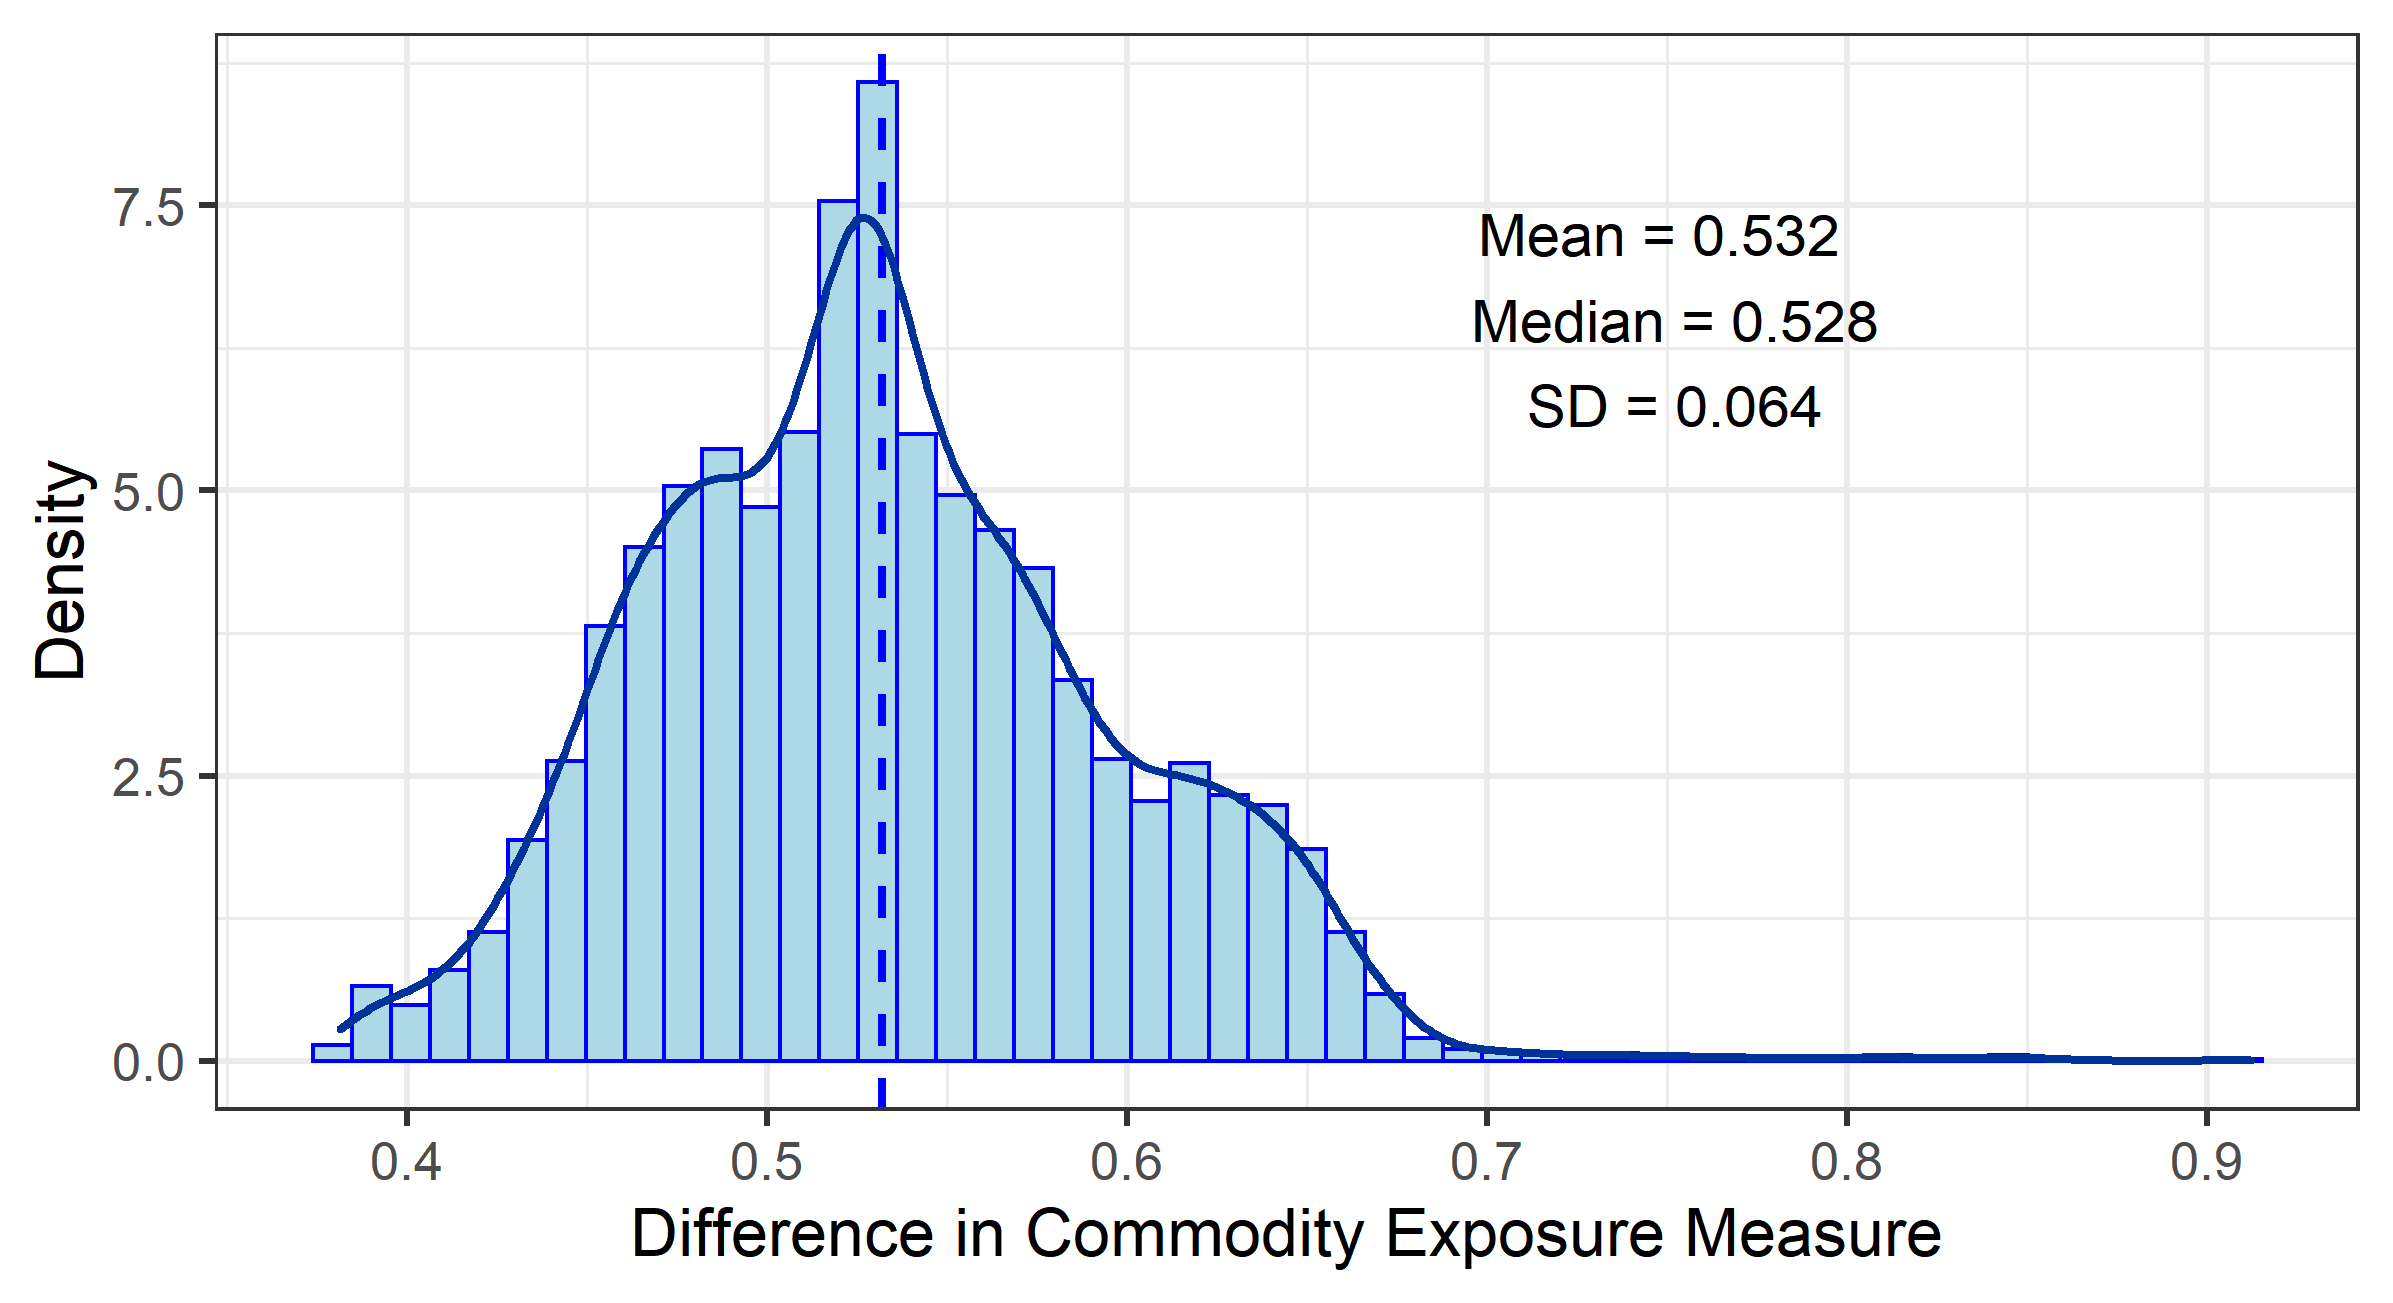 Mean = 0.532
Median = 0.528
SD = 0.064
Density
7.5
5.0
2.5
0.0
0.4 0.5 0.6 0.7 0.8 0.9
Difference in Commodity Exposure Measure